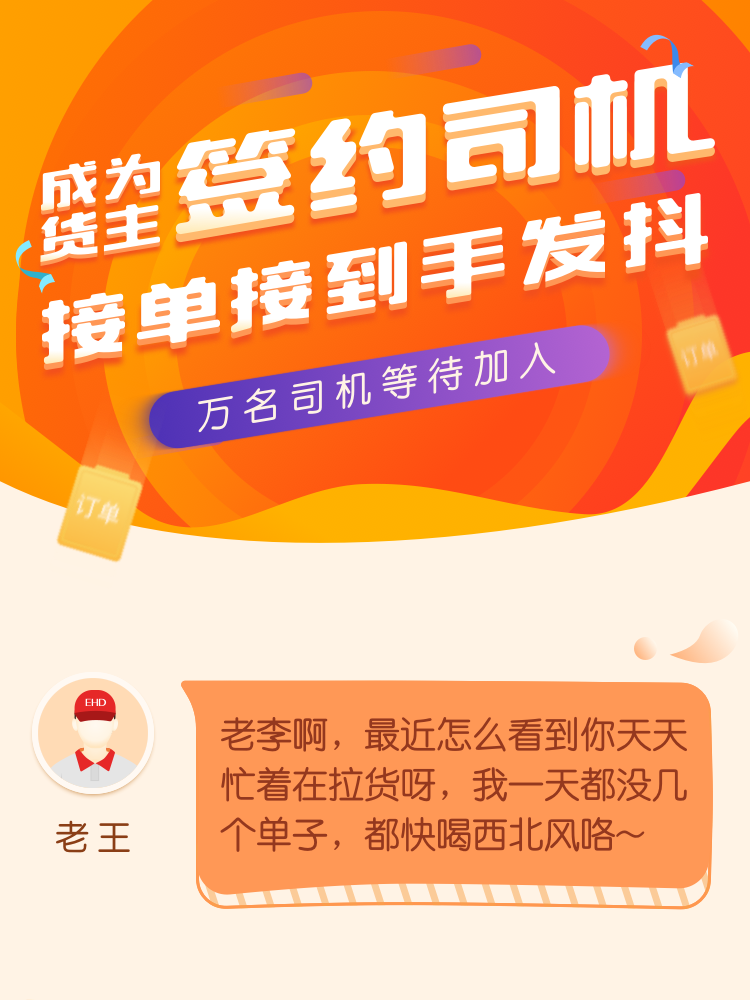 成为
货主
签约司机
接单接到手发抖
万名司机等待加入
订单
订单
EHD
老李啊，最近怎么看到你天天
忙着在拉货呀，我一天都没几
个单子，都快喝西北风咯～
老王